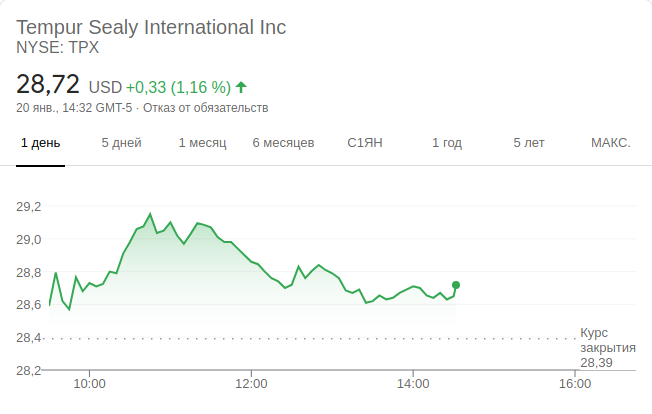 Tempur Sealy International Inc
NYSE: TPX
28,72 USD +0,33 (1,16 %)
20 янв., 14:32 GMT-5 · Отказ от обязательств
1 день 5 дней 1 месяц 6 месяцев С1ЯН 1 год 5 лет МАКС.
29,2
29,0
28,8
28,6
28,4
28,2
Курс
закрытия
28,39
10:00 12:00 14:00 16:00